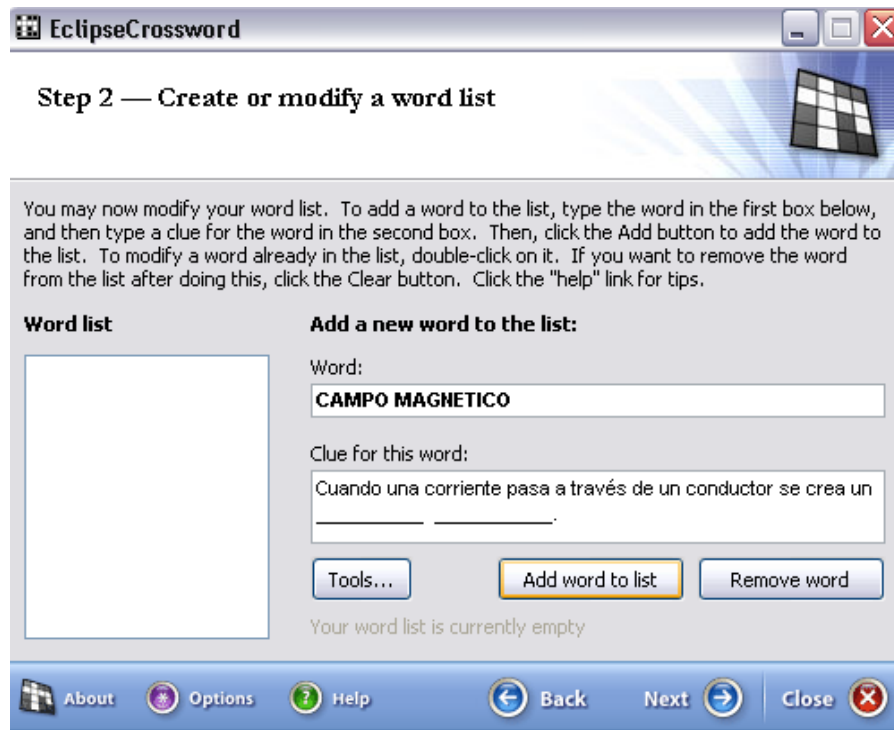 EclipseCrossword
Step 2 — Create or modify a word list
You may now modify your word list. To add a word to the list, type the word in the first box below,
and then type a clue for the word in the second box. Then, click the Add button to add the word to
the list. To modify a word already in the list, double-click on it. If you want to remove the word
from the list after doing this, click the Clear button. Click the "help" link for tips.
Word list
Add a new word to the list:
Word:
CAMPO MAGNETICO
Clue for this word:
Cuando una corriente pasa a través de un conductor se crea un
___________ ____________.
Tools...
Add word to list
Remove word
Your word list is currently empty
About
Options
Help
Back
Next
Close